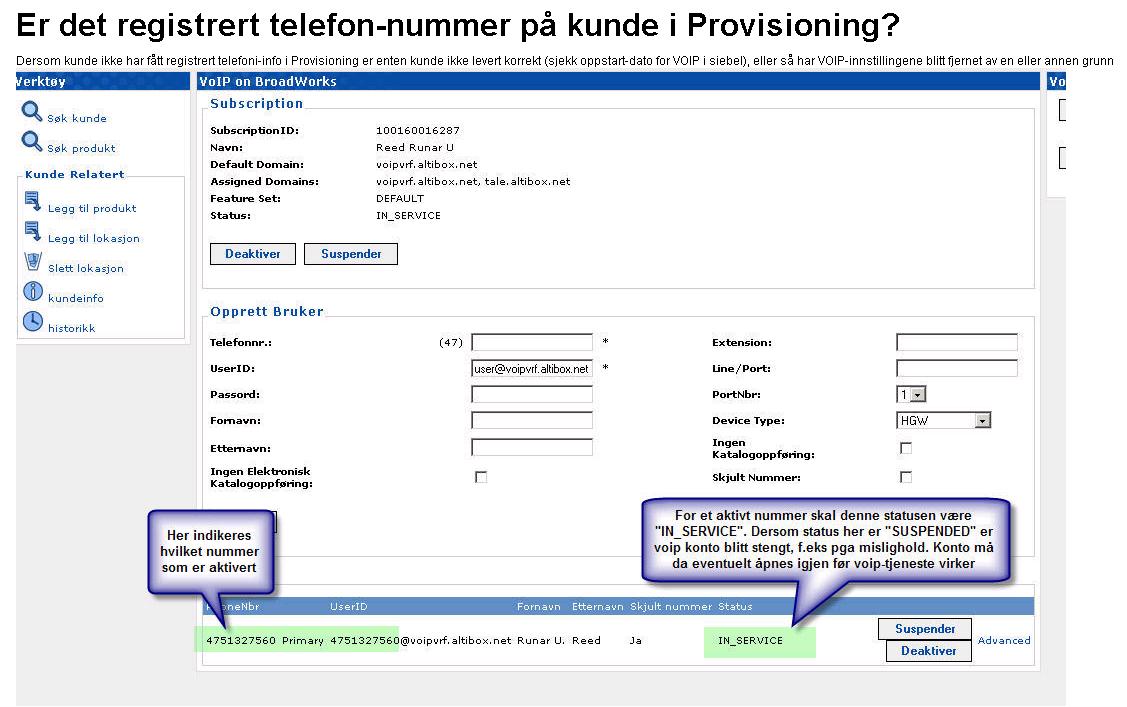 Er det registrert telefon-nummer på kunde i Provisioning?
Dersom kunde ikke har fått registrert telefoni-info i Provisioning er enten kunde ikke levert korrekt (sjekk oppstart-dato for VOIP i siebel), eller så har VOIP-innstillingene blitt fjernet av en eller annen grunn
Verktøy
Søk kunde
Søk produkt
Kunde Relatert
Legg til produkt
Legg til lokasjon
Slett lokasjon
kundeinfo
historikk
VoIP on BroadWorks
Vo
Subscription
SubscriptionID: 100160016287
Navn: Reed Runar U
Default Domain: voipvrf.altibox.net
Assigned Domains: voipvrf.altibox.net, tale.altibox.net
Feature Set: DEFAULT
Status: IN_SERVICE
Deaktiver Suspender
Opprett Bruker
Telefonnr.: (47) * Extension:
UserID: user@voipvrf.altibox.net * Line/Port:
Passord: PortNbr: 1
Fornavn: Device Type: HGW
Etternavn: Ingen
Katalogoppføring:
Ingen Elektronisk
Katalogoppføring: Skjult Nummer:
Her indikeres
hvilket nummer
som er aktivert
For et aktivt nummer skal denne statusen være
"IN_SERVICE". Dersom status her er "SUSPENDED" er
voip konto blitt stengt, f.eks pga mislighold. Konto må
da eventuelt åpnes igjen før voip-tjeneste virker
PhoneNbr UserID Fornavn Etternavn Skjult nummer Status
4751327560 Primary 4751327560@voipvrf.altibox.net Runar U. Reed Ja IN_SERVICE Suspender Advanced
Deaktiver